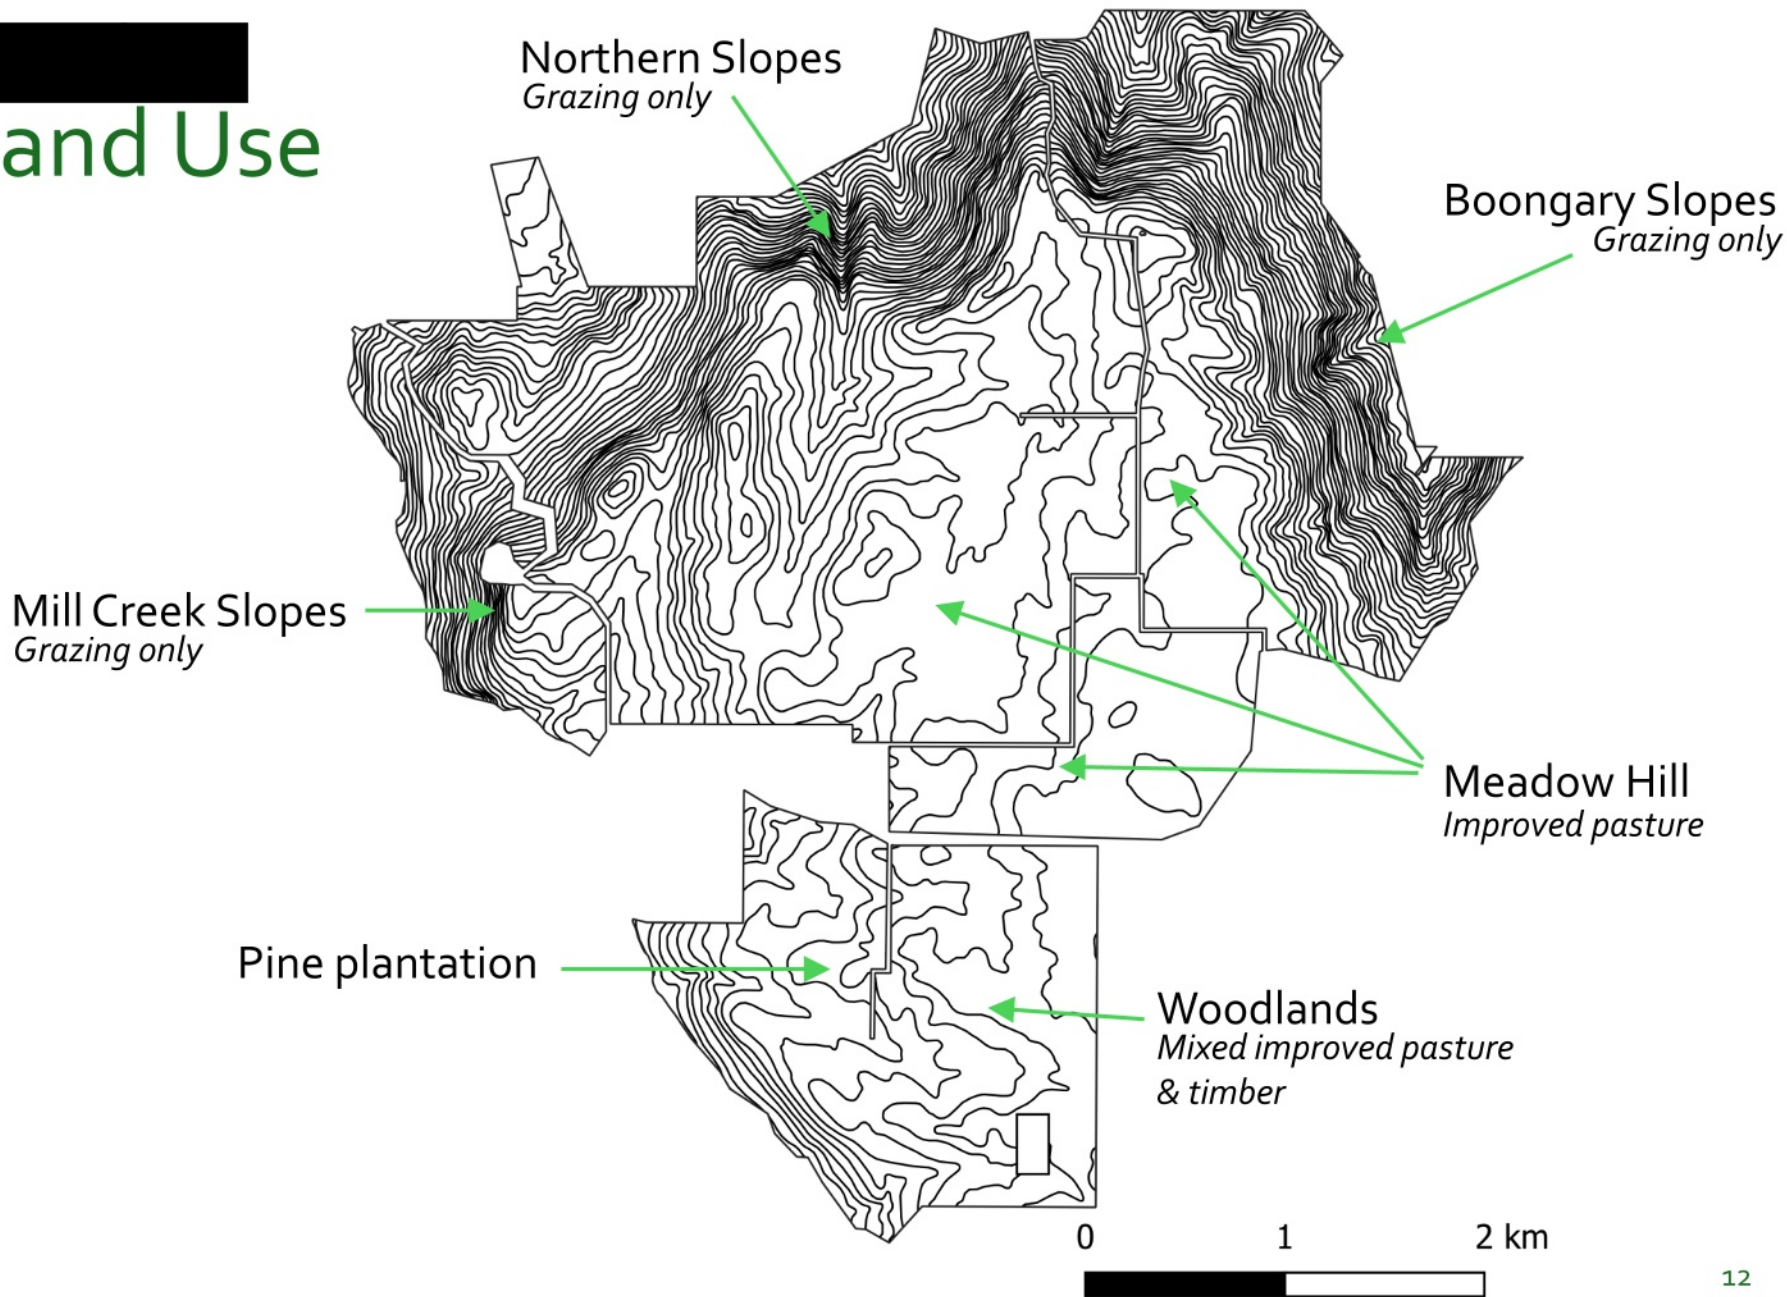 and Use
Northern Slopes
Grazing only
Boongary Slopes
Grazing only
Mill Creek Slopes
Grazing only
Meadow Hill
Improved pasture
Pine plantation
Woodlands
Mixed improved pasture
& timber
0 1 2 km
12